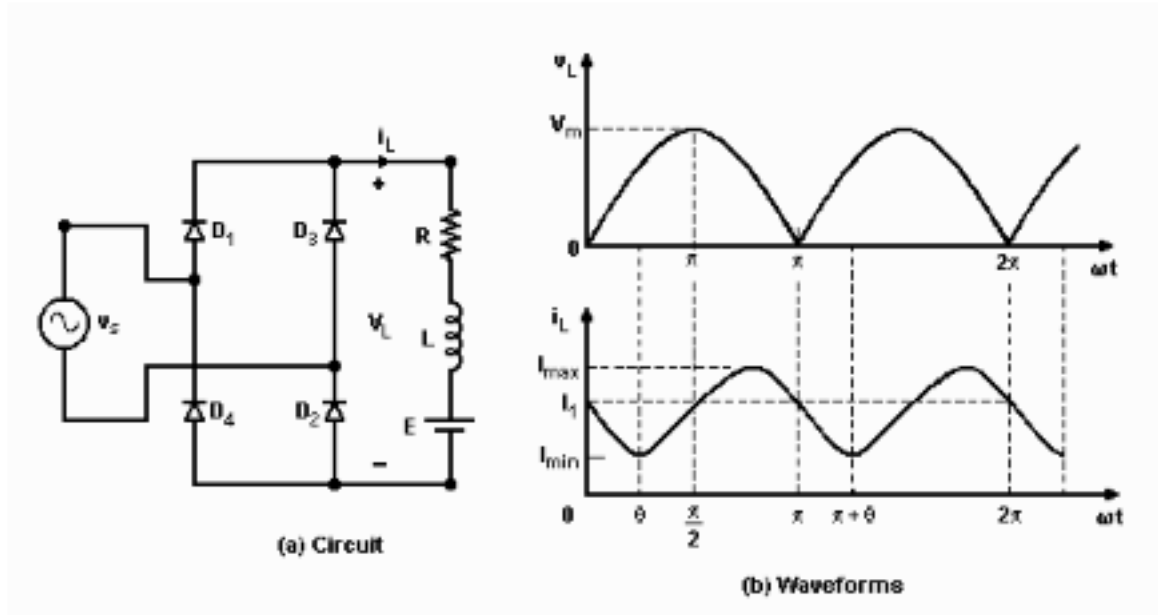 i_L
+
D_1
D_3
R
v_s
V_L
L
D_4
D_2
E
−
(a) Circuit
v_L
V_m
0
π
π
2π
ωt
i_L
I_max
I_1
I_min
0
θ
π/2
π
π + θ
2π
ωt
(b) Waveforms